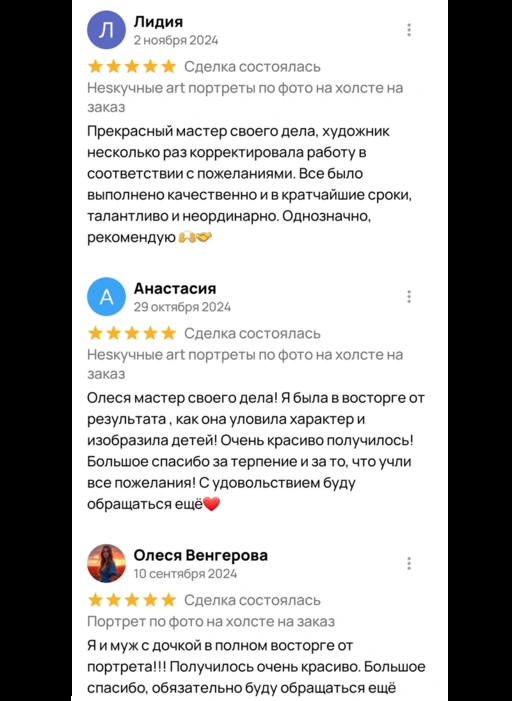 Л
Лидия
2 ноября 2024
Сделка состоялась
Неsкучные art портреты по фото на холсте на
заказ
Прекрасный мастер своего дела, художник
несколько раз корректировала работу в
соответствии с пожеланиями. Все было
выполнено качественно и в кратчайшие сроки,
талантливо и неординарно. Однозначно,
рекомендую 🙌🤝
А
Анастасия
29 октября 2024
Сделка состоялась
Неsкучные art портреты по фото на холсте на
заказ
Олеся мастер своего дела! Я была в восторге от
результата , как она уловила характер и
изобразила детей! Очень красиво получилось!
Большое спасибо за терпение и за то, что учли
все пожелания! С удовольствием буду
обращаться ещё❤️
Олеся Венгерова
10 сентября 2024
Сделка состоялась
Портрет по фото на холсте на заказ
Я и муж с дочкой в полном восторге от
портрета!!! Получилось очень красиво. Большое
спасибо, обязательно буду обращаться ещё